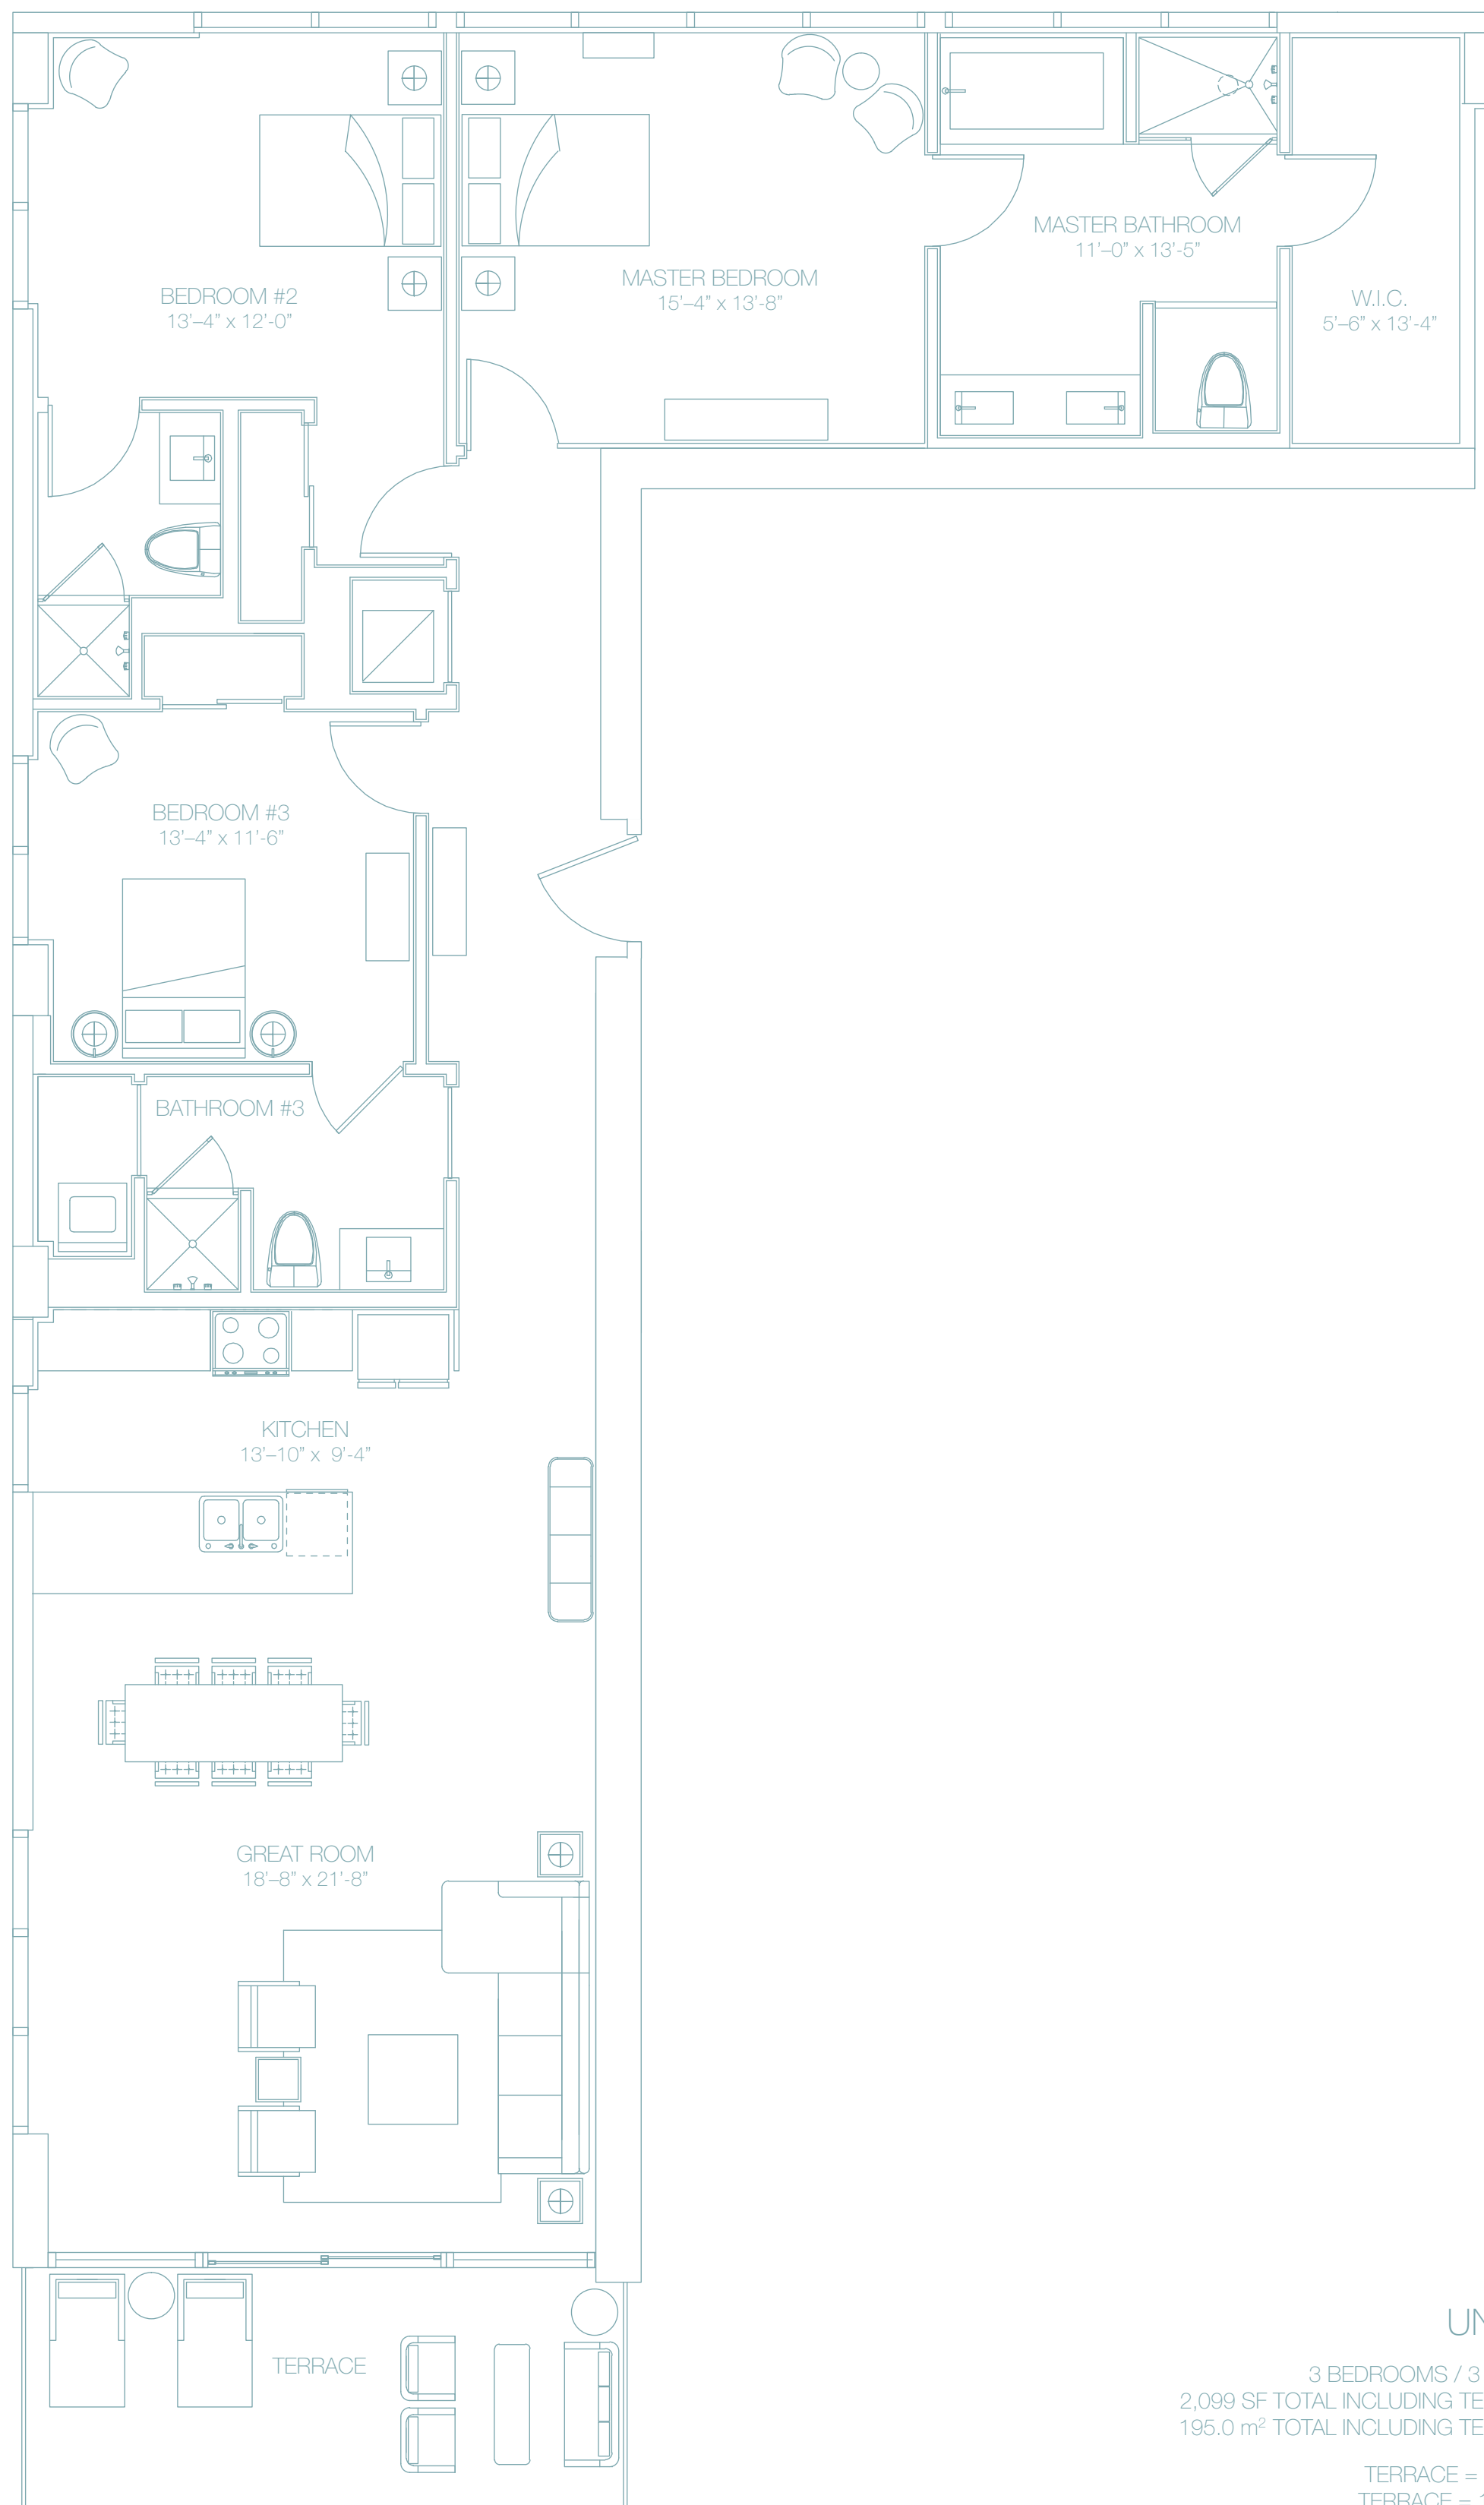 MASTER BATHROOM
11'–0" x 13'-5"
MASTER BEDROOM
15'–4" x 13'-8"
BEDROOM #2
13'–4" x 12'-0"
W.I.C.
5'–6" x 13'-4"
BEDROOM #3
13'–4" x 11'-6"
BATHROOM #3
KITCHEN
13'–10" x 9'-4"
GREAT ROOM
18'–8" x 21'-8"
TERRACE
3 BEDROOMS / 3
2,099 SF TOTAL INCLUDING
195.0 m² TOTAL INCLUDING
TERRACE =
TERRACE =